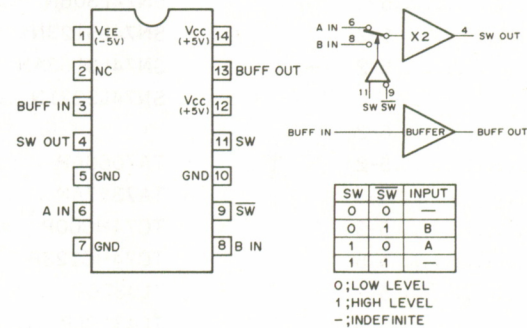 1 VEE (-5V)
VCC (+5V) 14
2 NC
13 BUFF OUT
BUFF IN 3
VCC (+5V) 12
SW OUT 4
11 SW
5 GND
GND 10
A IN 6
9 S̅W̅
7 GND
8 B IN
A IN 6
B IN 8
X2
4 SW OUT
11 9
SW S̅W̅
BUFF IN
BUFFER
BUFF OUT
SW S̅W̅ INPUT
0 0 —
0 1 B
1 0 A
1 1 —
0;LOW LEVEL
1;HIGH LEVEL
-;INDEFINITE